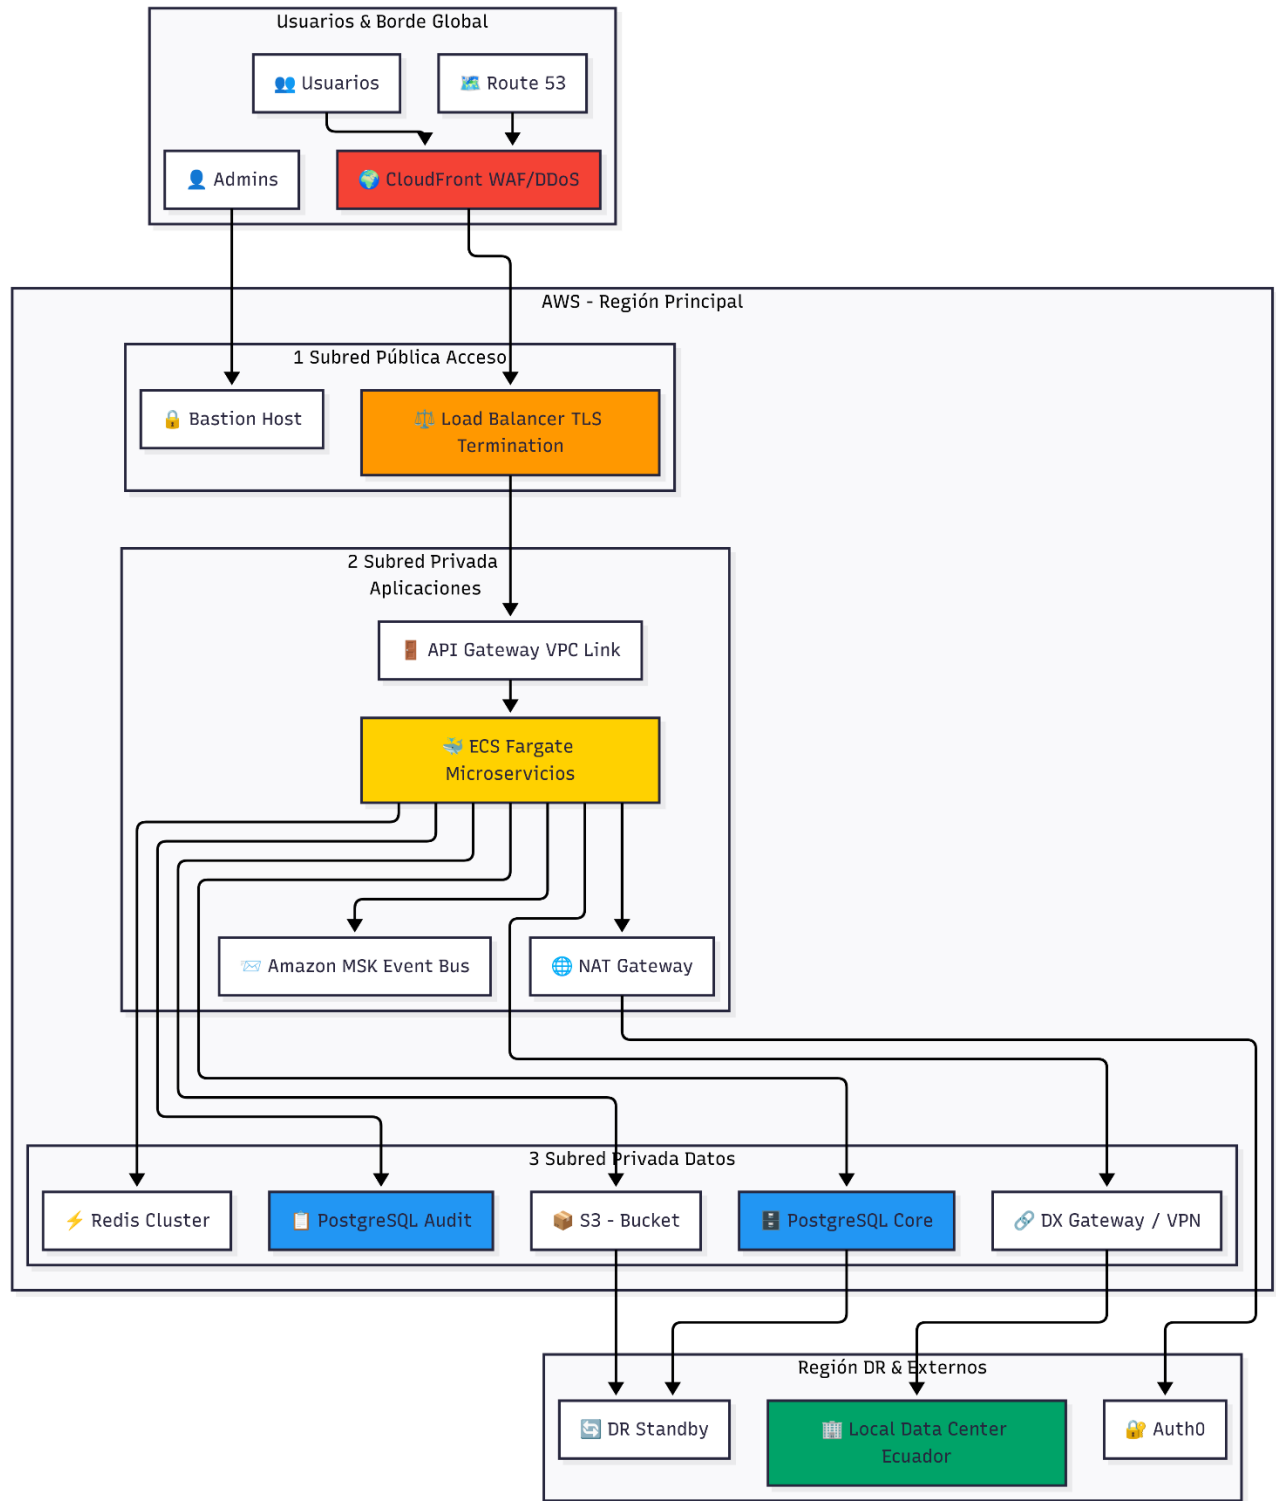 Usuarios & Borde Global
👥 Usuarios
🗺️ Route 53
👤 Admins
🌍 CloudFront WAF/DDoS
AWS - Región Principal
1 Subred Pública Acceso
🔒 Bastion Host
⚖️ Load Balancer TLS
Termination
2 Subred Privada
Aplicaciones
🚪 API Gateway VPC Link
🐳 ECS Fargate
Microservicios
📨 Amazon MSK Event Bus
🌐 NAT Gateway
3 Subred Privada Datos
⚡ Redis Cluster
📋 PostgreSQL Audit
📦 S3 - Bucket
🗄️ PostgreSQL Core
🔗 DX Gateway / VPN
Región DR & Externos
🔄 DR Standby
🏢 Local Data Center
Ecuador
🔐 Auth0